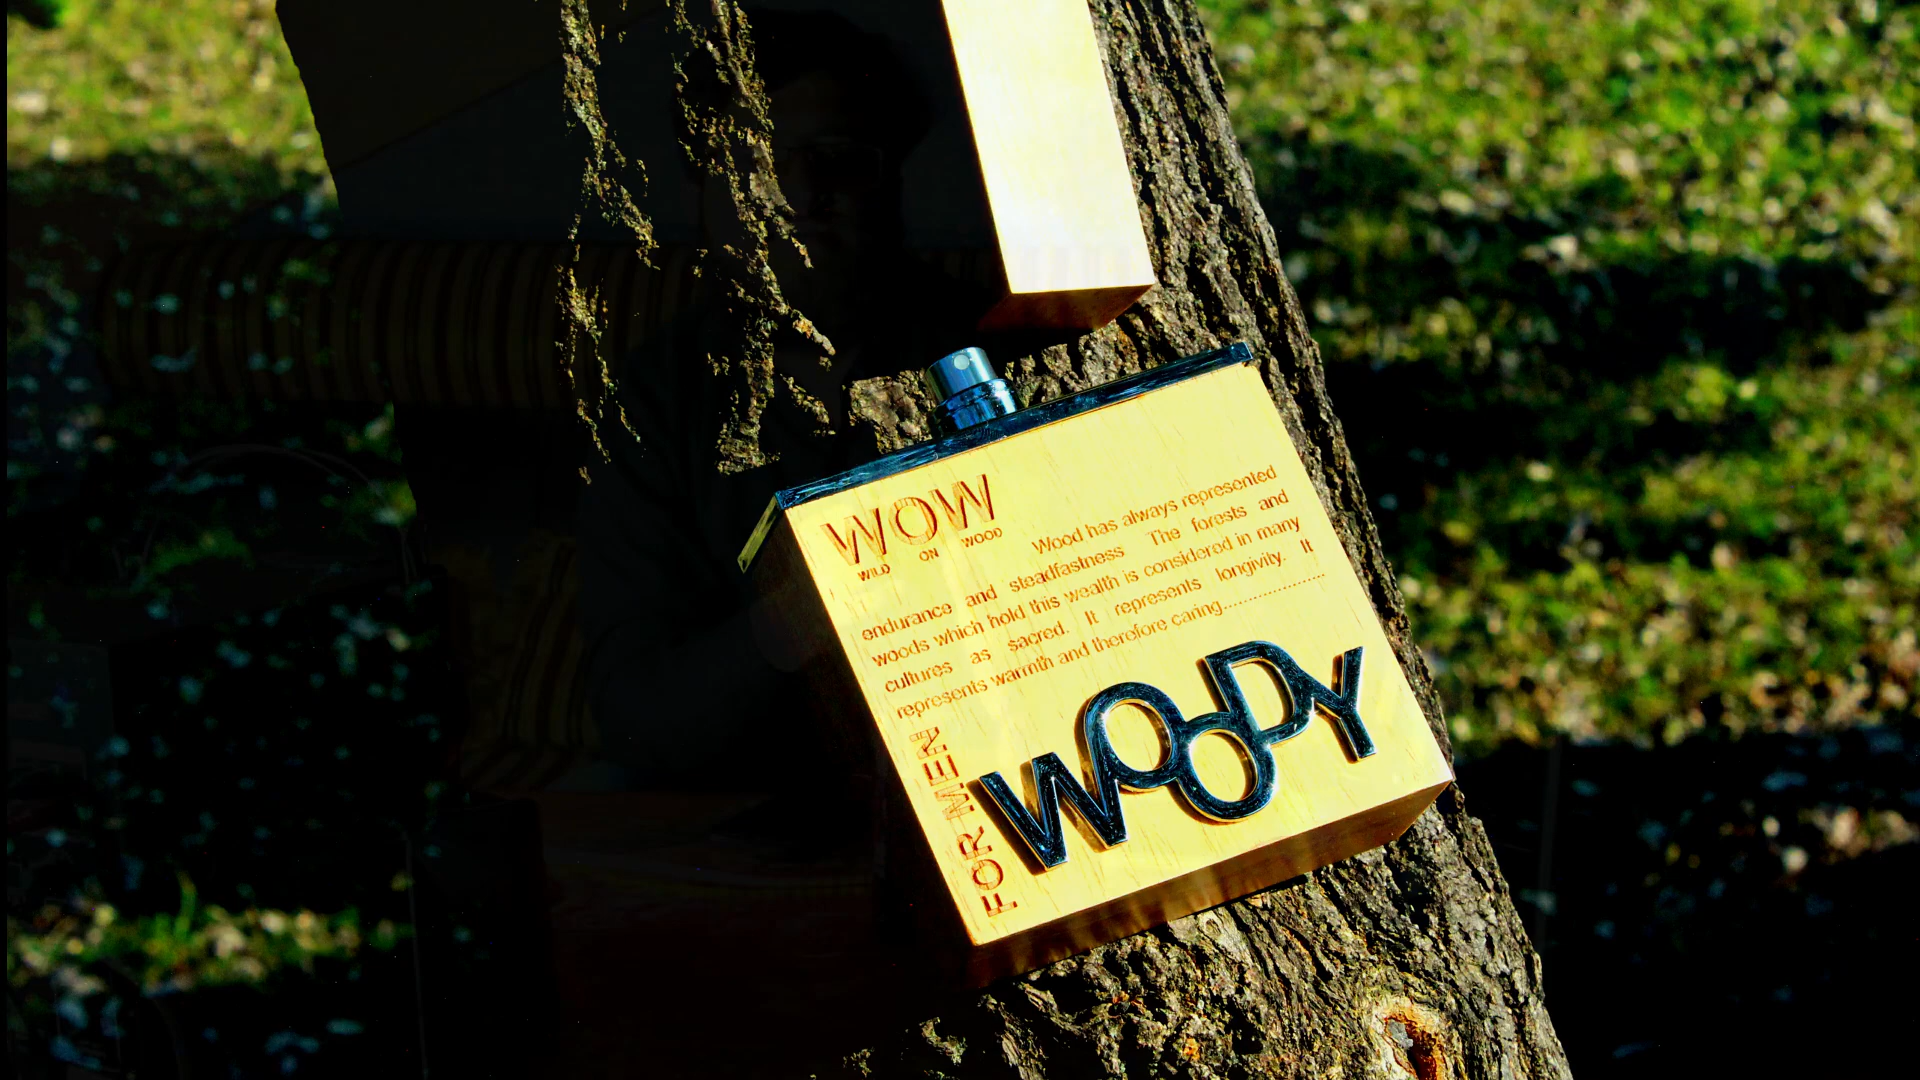 WOW
WILD ON WOOD
Wood has always represented
endurance and steadfastness The forests and
woods which hold this wealth is considered in many
cultures as sacred. It represents longivity. It
represents warmth and therefore caring...................
WOODY
FOR MEN